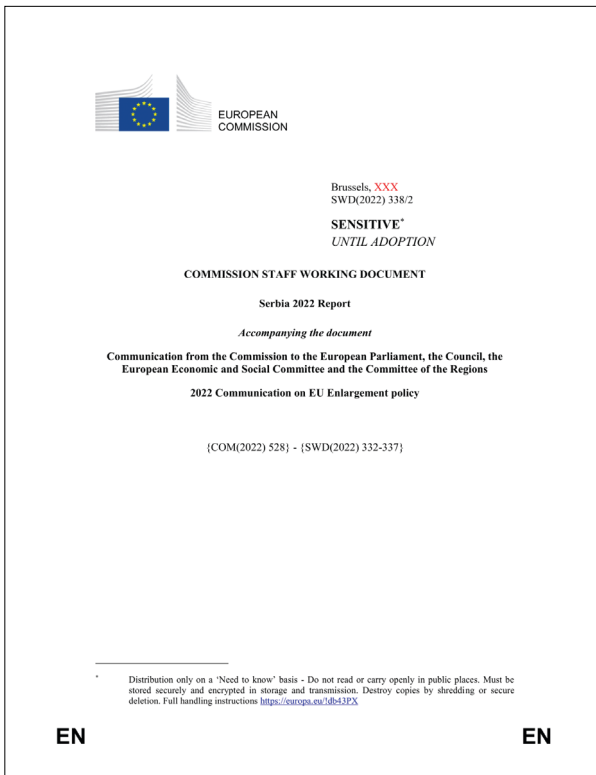 EUROPEAN
COMMISSION
Brussels, XXX
SWD(2022) 338/2
SENSITIVE*
UNTIL ADOPTION
COMMISSION STAFF WORKING DOCUMENT
Serbia 2022 Report
Accompanying the document
Communication from the Commission to the European Parliament, the Council, the
European Economic and Social Committee and the Committee of the Regions
2022 Communication on EU Enlargement policy
{COM(2022) 528} - {SWD(2022) 332-337}
* Distribution only on a ‘Need to know’ basis - Do not read or carry openly in public places. Must be
stored securely and encrypted in storage and transmission. Destroy copies by shredding or secure
deletion. Full handling instructions https://europa.eu/!db43PX
EN EN